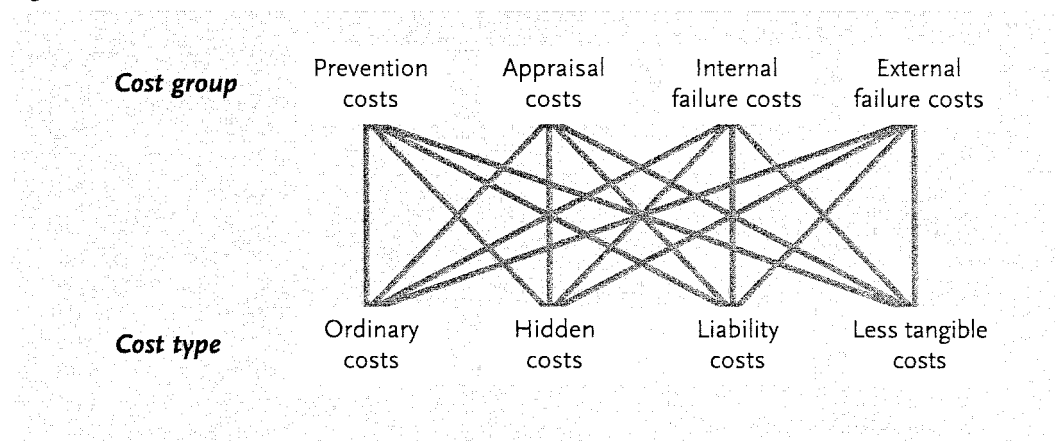 Cost group
Prevention costs
Appraisal costs
Internal failure costs
External failure costs
Cost type
Ordinary costs
Hidden costs
Liability costs
Less tangible costs